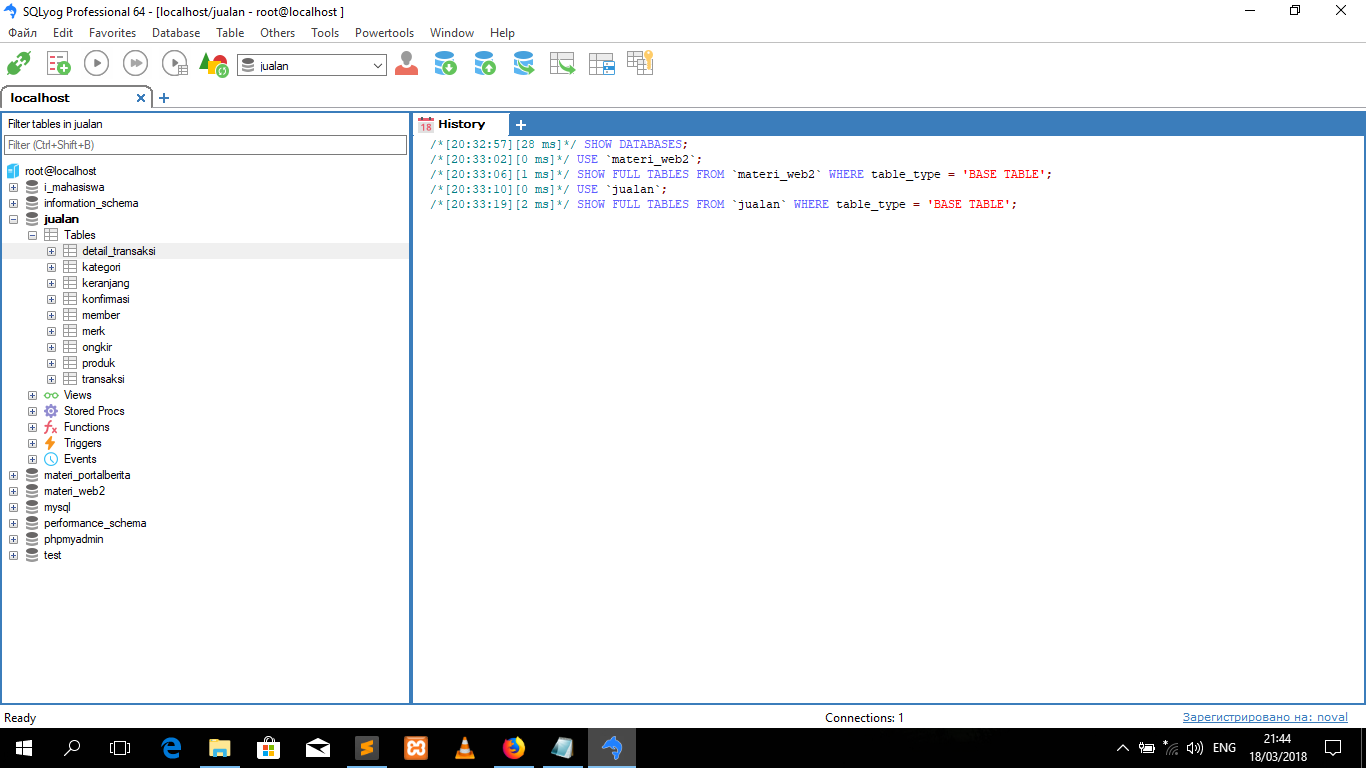 SQLyog Professional 64 - [localhost/jualan - root@localhost ]
Файл Edit Favorites Database Table Others Tools Powertools Window Help
jualan
localhost
Filter tables in jualan
Filter (Ctrl+Shift+B)
root@localhost
i_mahasiswa
information_schema
jualan
Tables
detail_transaksi
kategori
keranjang
konfirmasi
member
merk
ongkir
produk
transaksi
Views
Stored Procs
Functions
Triggers
Events
materi_portalberita
materi_web2
mysql
performance_schema
phpmyadmin
test
18 History
/*[20:32:57][28 ms]*/ SHOW DATABASES;
/*[20:33:02][0 ms]*/ USE `materi_web2`;
/*[20:33:06][1 ms]*/ SHOW FULL TABLES FROM `materi_web2` WHERE table_type = 'BASE TABLE';
/*[20:33:10][0 ms]*/ USE `jualan`;
/*[20:33:19][2 ms]*/ SHOW FULL TABLES FROM `jualan` WHERE table_type = 'BASE TABLE';
Ready Connections: 1 Зарегистрировано на: noval
ENG 21:44
18/03/2018